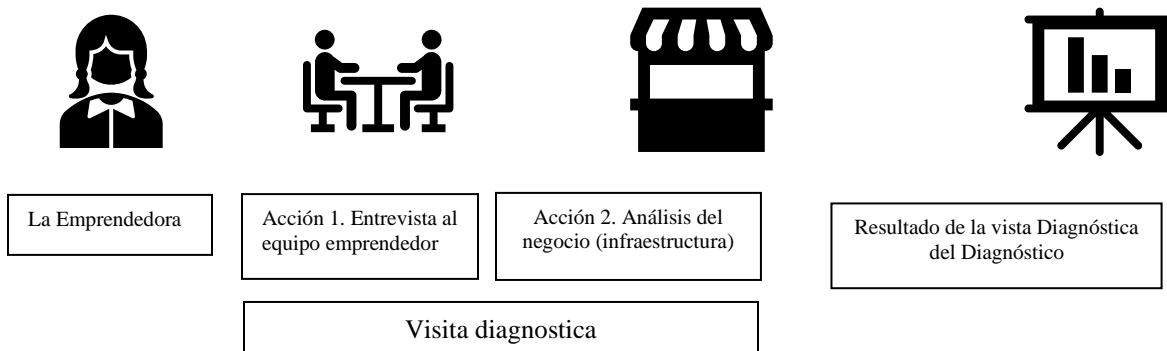 La Emprendedora
Acción 1. Entrevista al
equipo emprendedor
Acción 2. Análisis del
negocio (infraestructura)
Resultado de la vista Diagnóstica
del Diagnóstico
Visita diagnostica